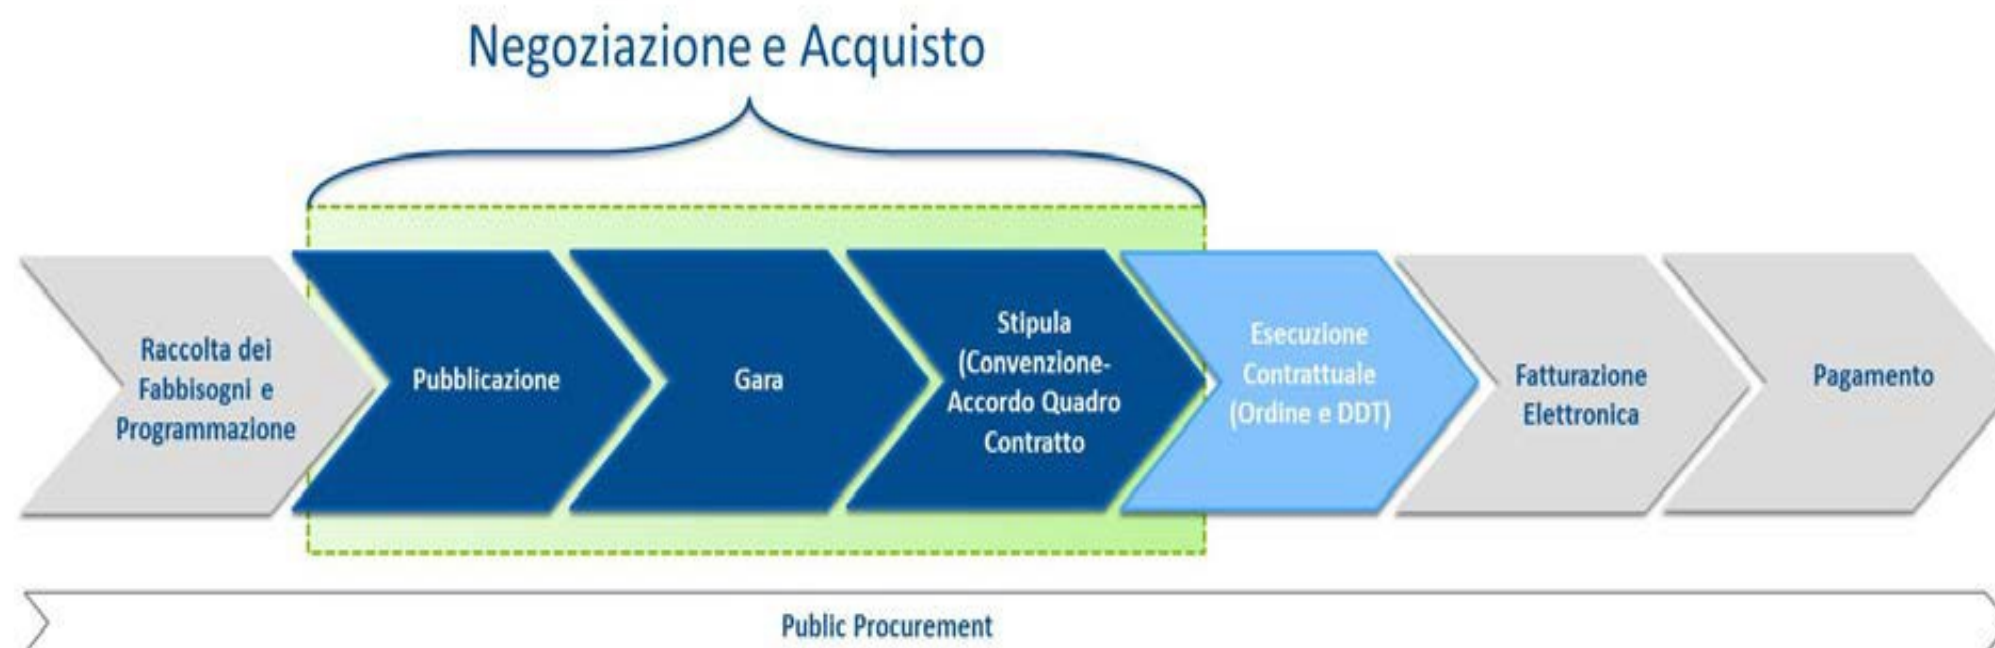 Negoziazione e Acquisto
Raccolta dei
Fabbisogni e
Programmazione
Pubblicazione
Gara
Stipula
(Convenzione-
Accordo Quadro
Contratto
Esecuzione
Contrattuale
(Ordine e DDT)
Fatturazione
Elettronica
Pagamento
Public Procurement